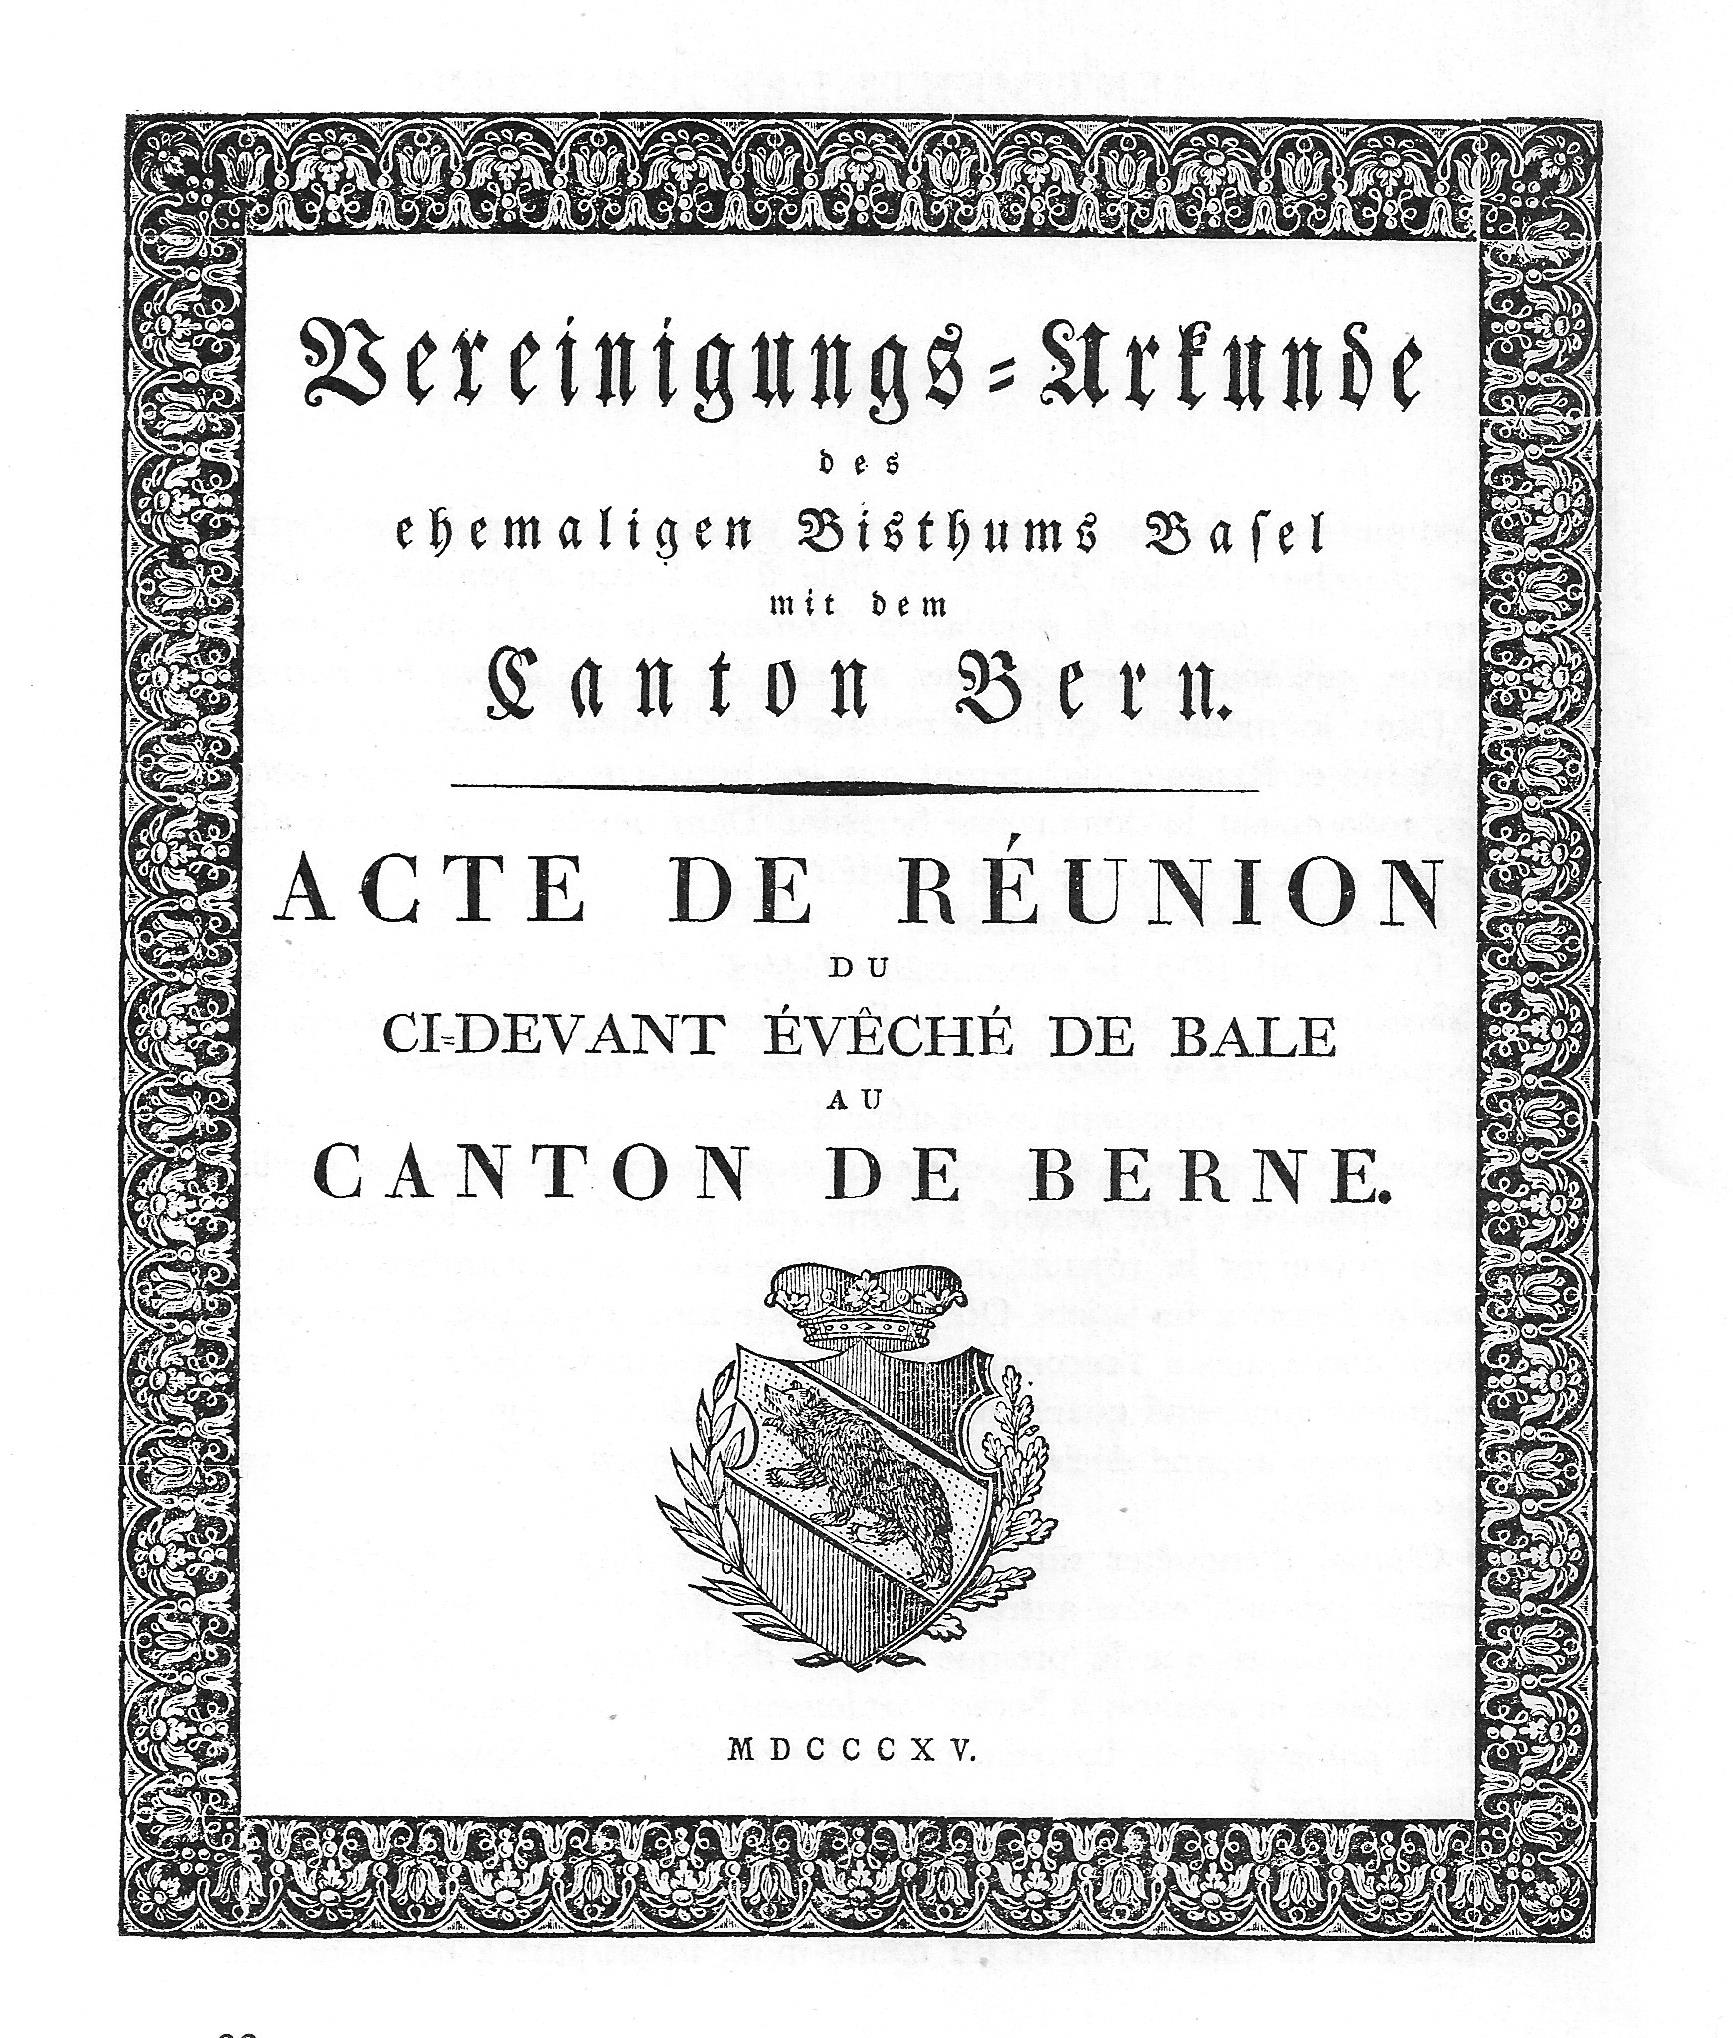 Vereinigungs-Urkunde
des
ehemaligen Bisthums Basel
mit dem
Canton Bern.
ACTE DE RÉUNION
DU
CI-DEVANT ÉVÊCHÉ DE BALE
AU
CANTON DE BERNE.
MDCCCXV.